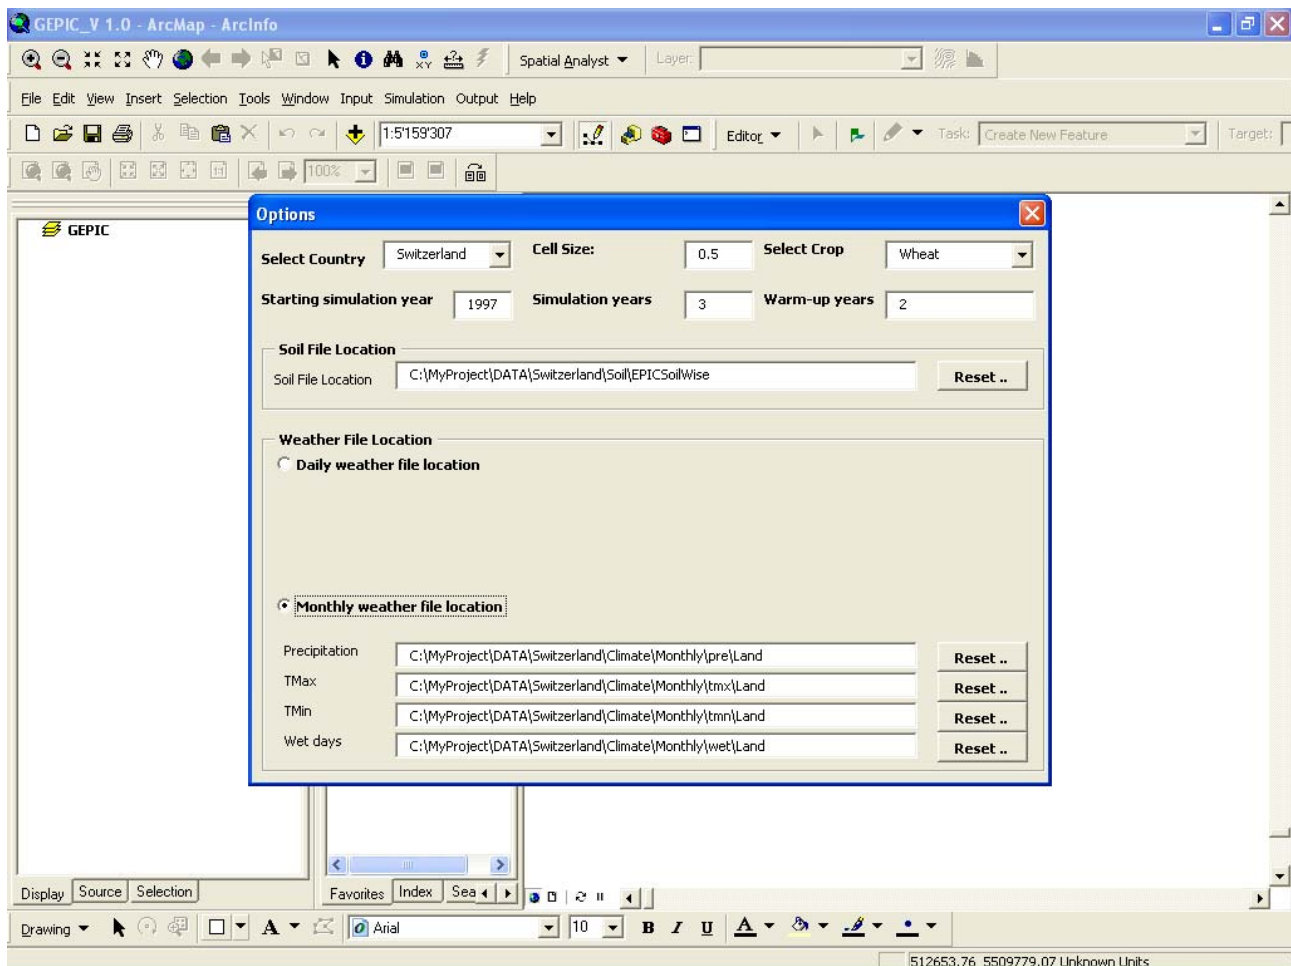 GEPIC_V 1.0 - ArcMap - ArcInfo
XY Spatial Analyst Layer:
File Edit View Insert Selection Tools Window Input Simulation Output Help
1:5'159'307 Editor Task: Create New Feature Target:
1:1 100%
GEPIC
Options
Select Country Switzerland Cell Size: 0.5 Select Crop Wheat
Starting simulation year 1997 Simulation years 3 Warm-up years 2
Soil File Location
Soil File Location C:\MyProject\DATA\Switzerland\Soil\EPICSoilWise Reset ..
Weather File Location
Daily weather file location
Monthly weather file location
Precipitation C:\MyProject\DATA\Switzerland\Climate\Monthly\pre\Land Reset ..
TMax C:\MyProject\DATA\Switzerland\Climate\Monthly\tmx\Land Reset ..
TMin C:\MyProject\DATA\Switzerland\Climate\Monthly\tmn\Land Reset ..
Wet days C:\MyProject\DATA\Switzerland\Climate\Monthly\wet\Land Reset ..
Display Source Selection Favorites Index Sea
Drawing A Arial 10 B I U A
512653.76 5509779.07 Unknown Units